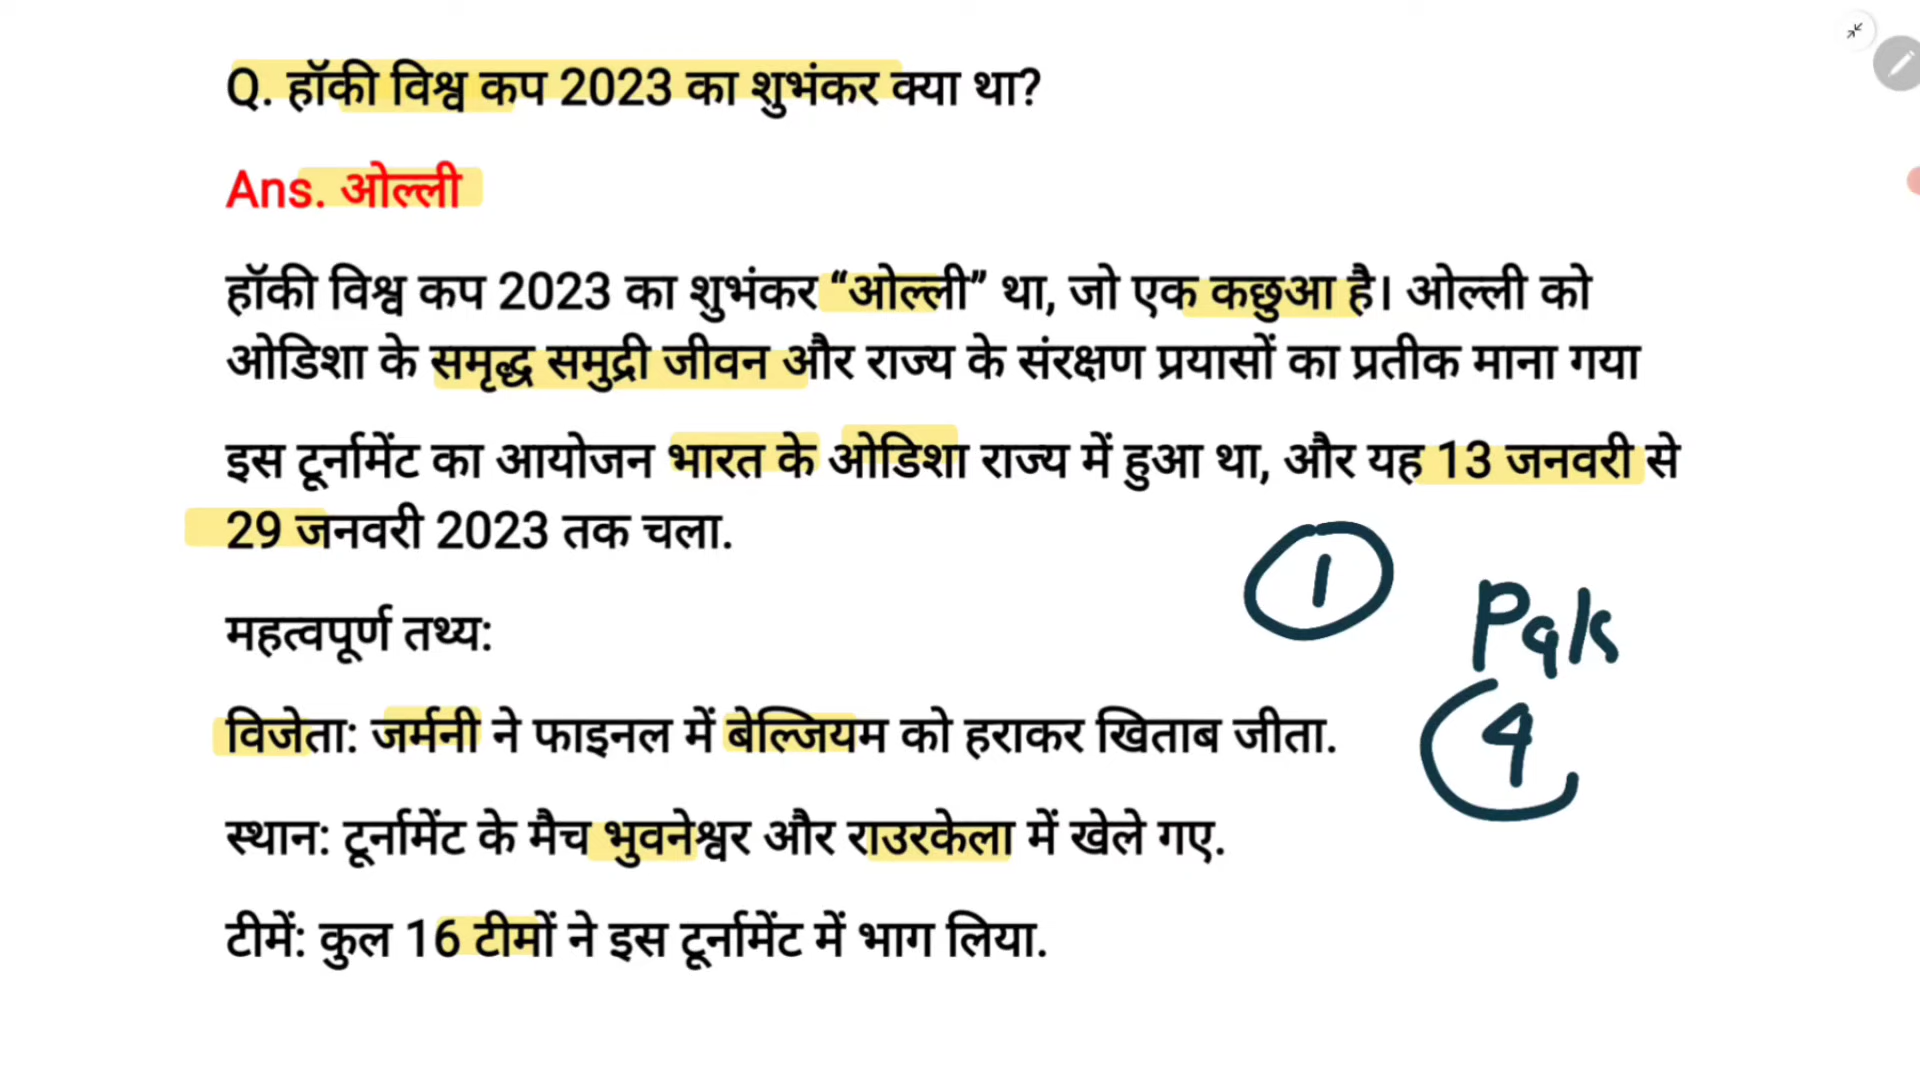 Q. हॉकी विश्व कप 2023 का शुभंकर क्या था?
Ans. ओल्ली
हॉकी विश्व कप 2023 का शुभंकर “ओल्ली” था, जो एक कछुआ है। ओल्ली को
ओडिशा के समृद्ध समुद्री जीवन और राज्य के संरक्षण प्रयासों का प्रतीक माना गया
इस टूर्नामेंट का आयोजन भारत के ओडिशा राज्य में हुआ था, और यह 13 जनवरी से
29 जनवरी 2023 तक चला.
1
Pak
महत्वपूर्ण तथ्य:
विजेता: जर्मनी ने फाइनल में बेल्जियम को हराकर खिताब जीता.
4
स्थान: टूर्नामेंट के मैच भुवनेश्वर और राउरकेला में खेले गए.
टीमें: कुल 16 टीमों ने इस टूर्नामेंट में भाग लिया.